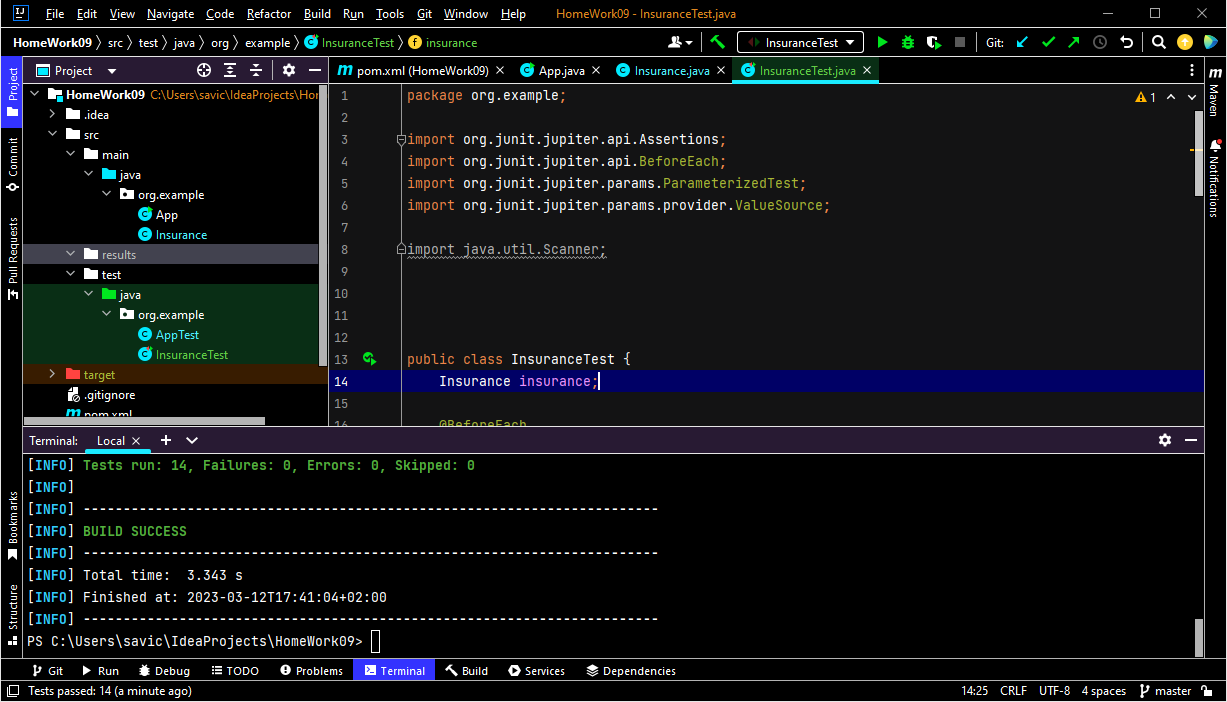 File Edit View Navigate Code Refactor Build Run Tools Git Window Help HomeWork09 - InsuranceTest.java
HomeWork09 src test java org example InsuranceTest insurance InsuranceTest Git:
Project
pom.xml (HomeWork09) App.java Insurance.java InsuranceTest.java
HomeWork09 C:\Users\savic\IdeaProjects\Hor
.idea
src
main
java
org.example
App
Insurance
results
test
java
org.example
AppTest
InsuranceTest
target
.gitignore
pom.xml
1 package org.example;
2
3 import org.junit.jupiter.api.Assertions;
4 import org.junit.jupiter.api.BeforeEach;
5 import org.junit.jupiter.params.ParameterizedTest;
6 import org.junit.jupiter.params.provider.ValueSource;
7
8 import java.util.Scanner;
9
10
11
12
13 public class InsuranceTest {
14 Insurance insurance;
15
16 @BeforeEach
1
Project
Commit
Pull Requests
Bookmarks
Structure
m
Maven
Notifications
Terminal: Local
[INFO] Tests run: 14, Failures: 0, Errors: 0, Skipped: 0
[INFO]
[INFO] ------------------------------------------------------------------------
[INFO] BUILD SUCCESS
[INFO] ------------------------------------------------------------------------
[INFO] Total time:  3.343 s
[INFO] Finished at: 2023-03-12T17:41:04+02:00
[INFO] ------------------------------------------------------------------------
PS C:\Users\savic\IdeaProjects\HomeWork09>
Git Run Debug TODO Problems Terminal Build Services Dependencies
Tests passed: 14 (a minute ago) 14:25 CRLF UTF-8 4 spaces master